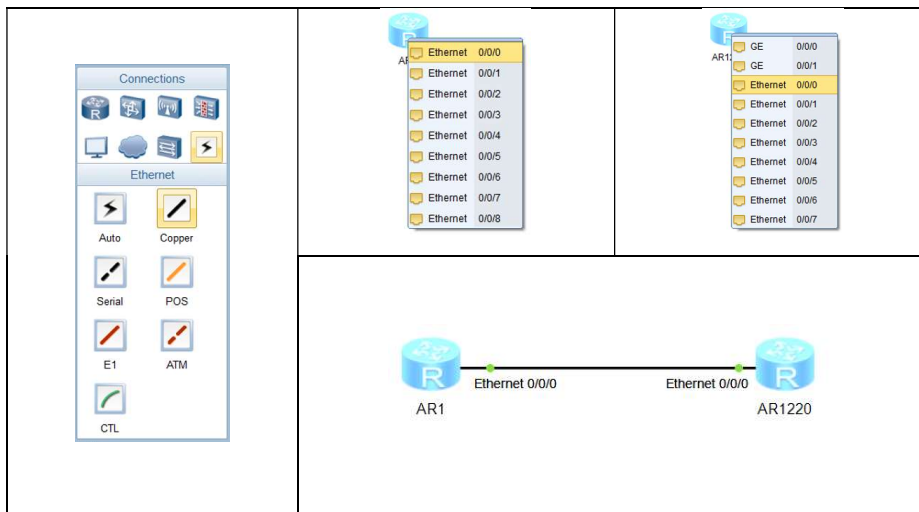 Connections
Ethernet
Auto Copper
Serial POS
E1 ATM
CTL
R
Ethernet 0/0/0
Ethernet 0/0/1
Ethernet 0/0/2
Ethernet 0/0/3
Ethernet 0/0/4
Ethernet 0/0/5
Ethernet 0/0/6
Ethernet 0/0/7
Ethernet 0/0/8
GE 0/0/0
GE 0/0/1
Ethernet 0/0/0
Ethernet 0/0/1
Ethernet 0/0/2
Ethernet 0/0/3
Ethernet 0/0/4
Ethernet 0/0/5
Ethernet 0/0/6
Ethernet 0/0/7
R R
Ethernet 0/0/0 Ethernet 0/0/0
AR1 AR1220